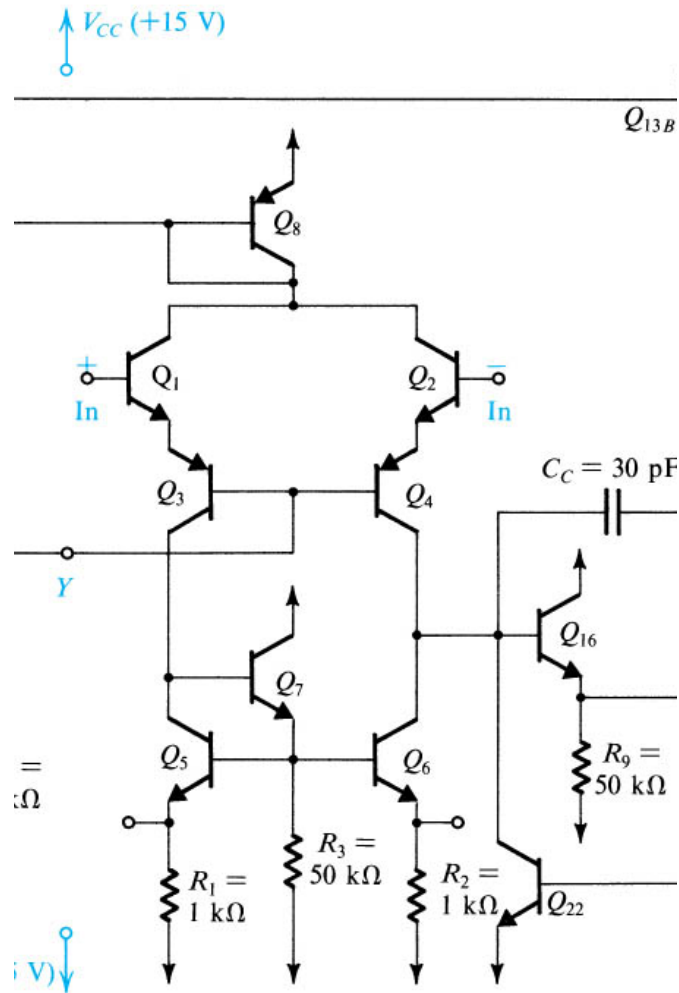 V_CC (+15 V)
Q_13B
Q_8
+
Q_1
Q_2
−
In
In
Q_3
Q_4
C_C = 30 pF
Y
Q_16
Q_7
Q_5
Q_6
R_9 =
50 kΩ
=
kΩ
R_3 =
50 kΩ
R_1 =
1 kΩ
R_2 =
1 kΩ
Q_22
V)